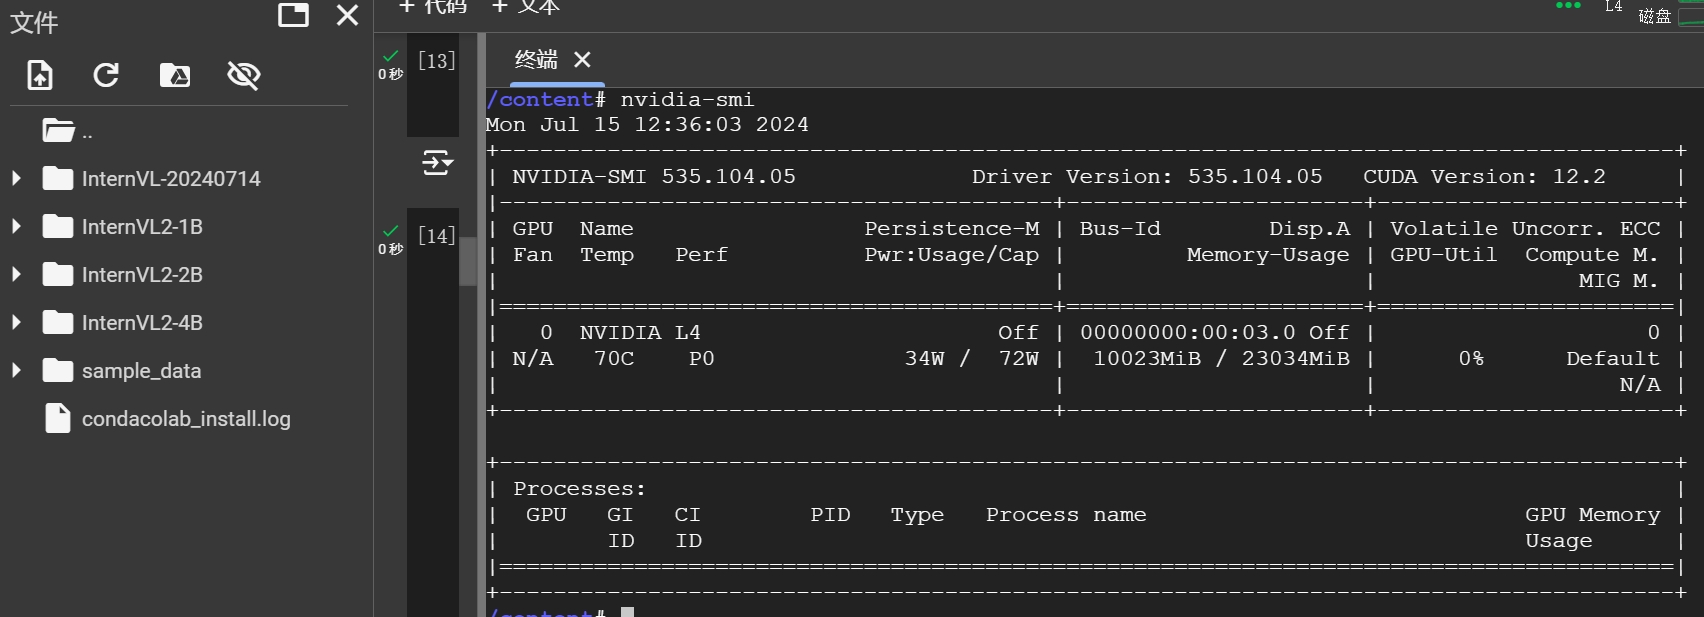 文件
..
InternVL-20240714
InternVL2-1B
InternVL2-2B
InternVL2-4B
sample_data
condacolab_install.log
+ 代码 + 文本
L4
磁盘
0秒
[13]
0秒
[14]
终端
/content# nvidia-smi
Mon Jul 15 12:36:03 2024
+---------------------------------------------------------------------------------------+
| NVIDIA-SMI 535.104.05             Driver Version: 535.104.05   CUDA Version: 12.2     |
|-----------------------------------------+----------------------+----------------------+
| GPU  Name                 Persistence-M | Bus-Id        Disp.A | Volatile Uncorr. ECC |
| Fan  Temp   Perf          Pwr:Usage/Cap |         Memory-Usage | GPU-Util  Compute M. |
|                                         |                      |               MIG M. |
|=========================================+======================+======================|
|   0  NVIDIA L4                      Off | 00000000:00:03.0 Off |                    0 |
| N/A   70C    P0              34W /  72W |  10023MiB / 23034MiB |      0%      Default |
|                                         |                      |                  N/A |
+-----------------------------------------+----------------------+----------------------+
+---------------------------------------------------------------------------------------+
| Processes:                                                                            |
|  GPU   GI   CI        PID   Type   Process name                            GPU Memory |
|        ID   ID                                                             Usage      |
|=======================================================================================|
+---------------------------------------------------------------------------------------+
/content#